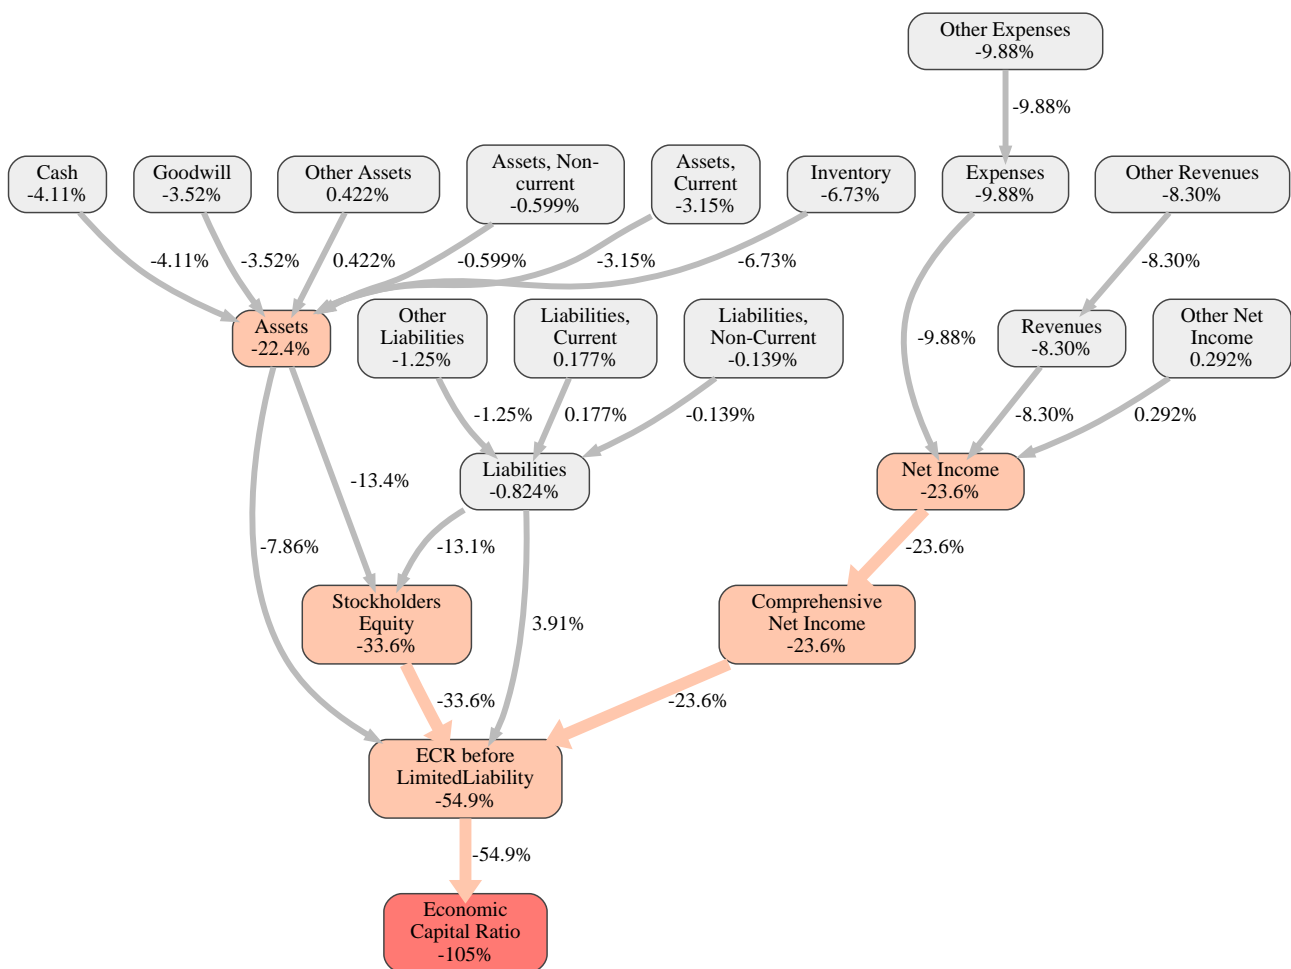 Other Expenses
-9.88%
-9.88%
Cash
-4.11%
Goodwill
-3.52%
Other Assets
0.422%
Assets, Non-
current
-0.599%
Assets,
Current
-3.15%
Inventory
-6.73%
Expenses
-9.88%
Other Revenues
-8.30%
-4.11%
-3.52%
0.422%
-0.599%
-3.15%
-6.73%
-8.30%
Assets
-22.4%
Other
Liabilities
-1.25%
Liabilities,
Current
0.177%
Liabilities,
Non-Current
-0.139%
-9.88%
Revenues
-8.30%
Other Net
Income
0.292%
-1.25%
0.177%
-0.139%
-8.30%
0.292%
-13.4%
Liabilities
-0.824%
Net Income
-23.6%
-7.86%
-13.1%
-23.6%
Stockholders
Equity
-33.6%
3.91%
Comprehensive
Net Income
-23.6%
-33.6%
-23.6%
ECR before
LimitedLiability
-54.9%
-54.9%
Economic
Capital Ratio
-105%